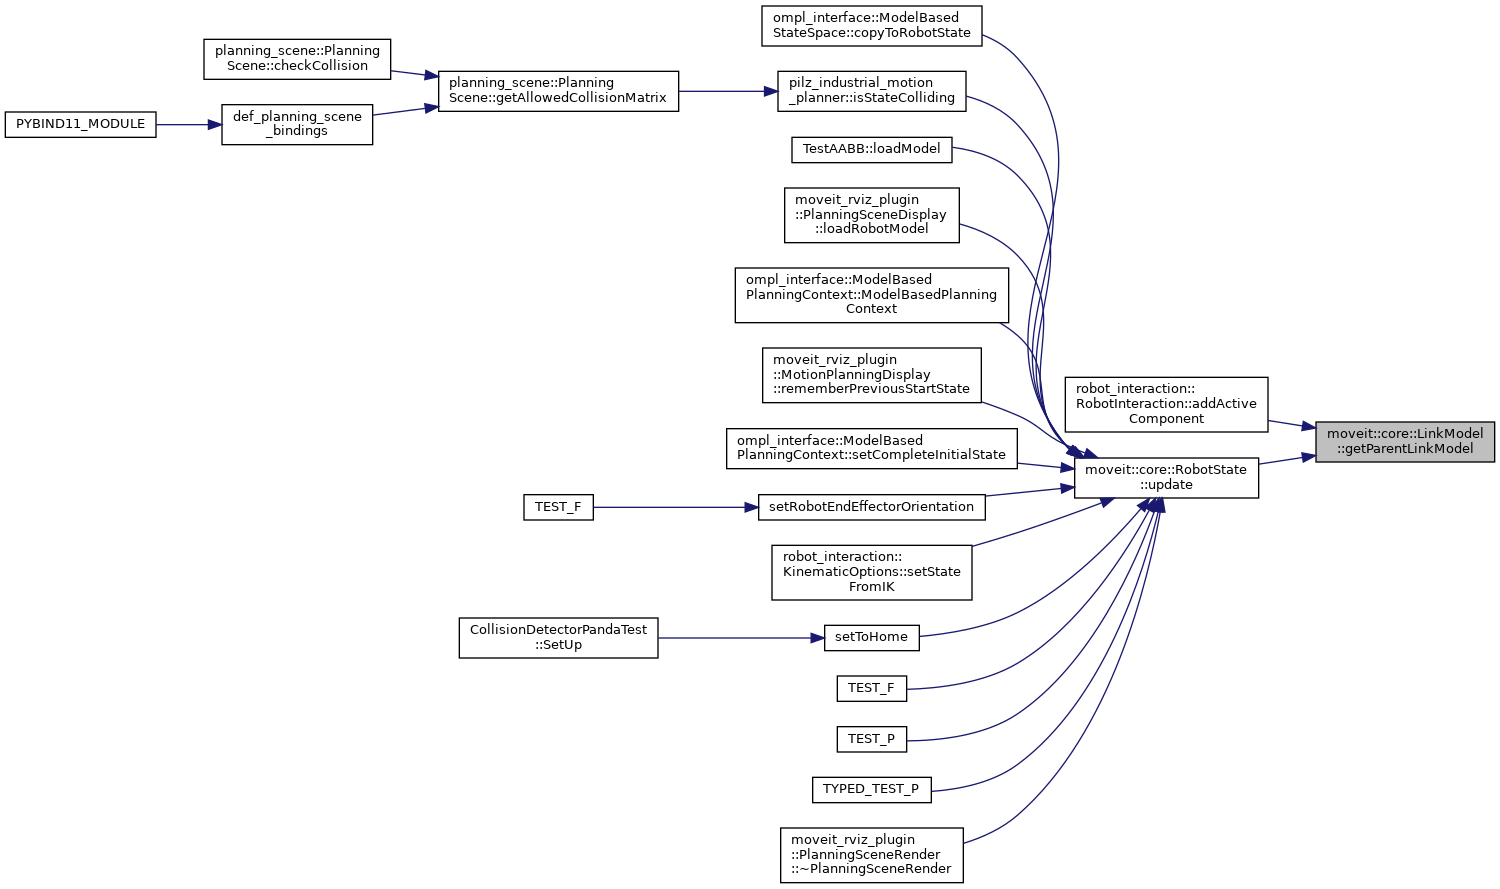 ompl_interface::ModelBased
StateSpace::copyToRobotState
planning_scene::Planning
Scene::checkCollision
planning_scene::Planning
Scene::getAllowedCollisionMatrix
pilz_industrial_motion
_planner::isStateColliding
PYBIND11_MODULE
def_planning_scene
_bindings
TestAABB::loadModel
moveit_rviz_plugin
::PlanningSceneDisplay
::loadRobotModel
ompl_interface::ModelBased
PlanningContext::ModelBasedPlanning
Context
moveit_rviz_plugin
::MotionPlanningDisplay
::rememberPreviousStartState
robot_interaction::
RobotInteraction::addActive
Component
moveit::core::LinkModel
::getParentLinkModel
ompl_interface::ModelBased
PlanningContext::setCompleteInitialState
moveit::core::RobotState
::update
TEST_F
setRobotEndEffectorOrientation
robot_interaction::
KinematicOptions::setState
FromIK
CollisionDetectorPandaTest
::SetUp
setToHome
TEST_F
TEST_P
TYPED_TEST_P
moveit_rviz_plugin
::PlanningSceneRender
::~PlanningSceneRender